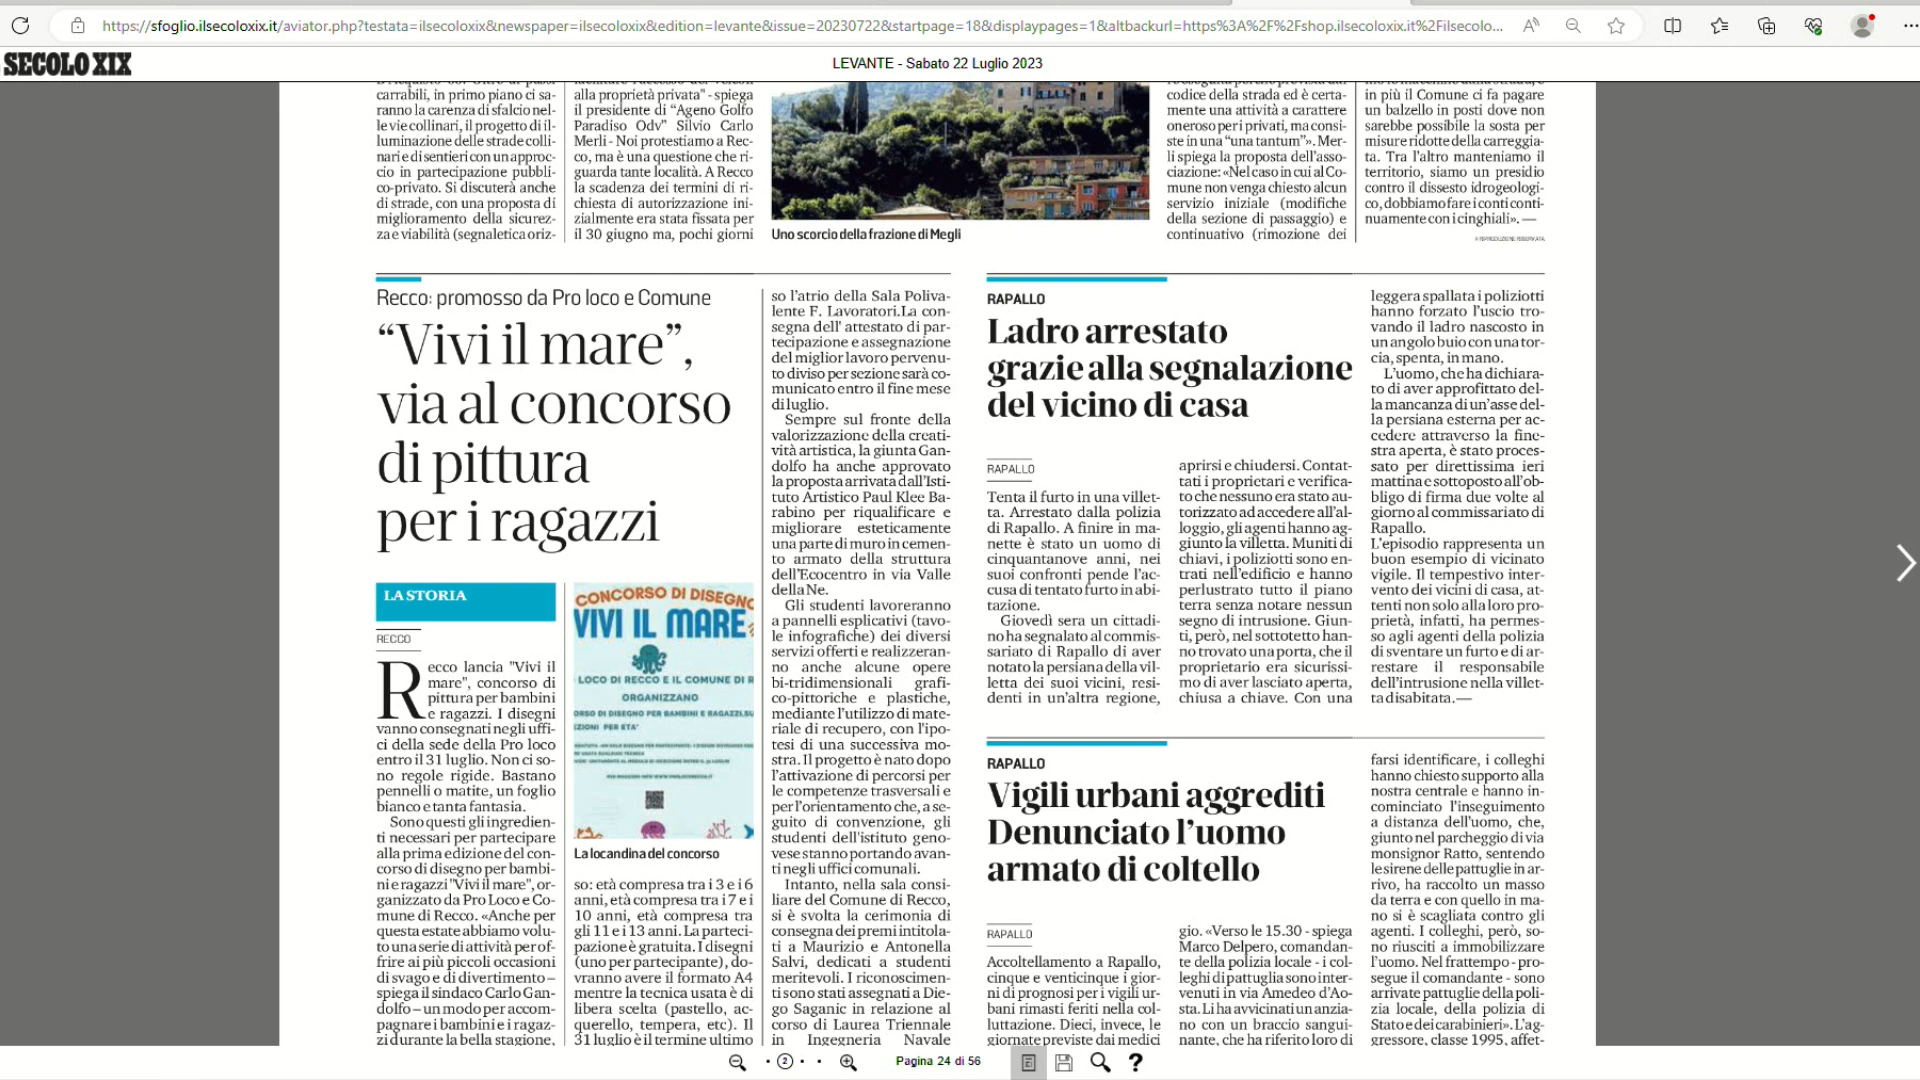 https://sfoglio.ilsecoloxix.it/aviator.php?testata=ilsecoloxix&newspaper=ilsecoloxix&edition=levante&issue=20230722&startpage=18&displaypages=1&altbackurl=https%3A%2F%2Fshop.ilsecoloxix.it%2Filsecolo...
SECOLO XIX
LEVANTE - Sabato 22 Luglio 2023
carrabili, in primo piano ci sa-
ranno la carenza di sfalcio nel-
le vie collinari, il progetto di il-
luminazione delle strade colli-
nari e di sentieri con un approc-
cio in partecipazione pubbli-
co-privato. Si discuterà anche
di strade, con una proposta di
miglioramento della sicurez-
za e viabilità (segnaletica oriz-
alla proprietà privata" - spiega
il presidente di “Ageno Golfo
Paradiso Odv” Silvio Carlo
Merli - Noi protestiamo a Rec-
co, ma è una questione che ri-
guarda tante località. A Recco
la scadenza dei termini di ri-
chiesta di autorizzazione ini-
zialmente era stata fissata per
il 30 giugno ma, pochi giorni
Uno scorcio della frazione di Megli
codice della strada ed è certa-
mente una attività a carattere
oneroso per i privati, ma consi-
ste in una “una tantum”». Mer-
li spiega la proposta dell’asso-
ciazione: «Nel caso in cui al Co-
mune non venga chiesto alcun
servizio iniziale (modifiche
della sezione di passaggio) e
continuativo (rimozione dei
in più il Comune ci fa pagare
un balzello in posti dove non
sarebbe possibile la sosta per
misure ridotte della carreggia-
ta. Tra l’altro manteniamo il
territorio, siamo un presidio
contro il dissesto idrogeologi-
co, dobbiamo fare i conti conti-
nuamente con i cinghiali». —
© RIPRODUZIONE RISERVATA
Recco: promosso da Pro loco e Comune
“Vivi il mare”,
via al concorso
di pittura
per i ragazzi
LA STORIA
RECCO
Recco lancia "Vivi il
mare", concorso di
pittura per bambini
e ragazzi. I disegni
vanno consegnati negli uffi-
ci della sede della Pro loco
entro il 31 luglio. Non ci so-
no regole rigide. Bastano
pennelli o matite, un foglio
bianco e tanta fantasia.
Sono questi gli ingredien-
ti necessari per partecipare
alla prima edizione del con-
corso di disegno per bambi-
ni e ragazzi "Vivi il mare", or-
ganizzato da Pro Loco e Co-
mune di Recco. «Anche per
questa estate abbiamo volu-
to una serie di attività per of-
frire ai più piccoli occasioni
di svago e di divertimento –
spiega il sindaco Carlo Gan-
dolfo – un modo per accom-
pagnare i bambini e i ragaz-
zi durante la bella stagione,
CONCORSO DI DISEGNO
VIVI IL MARE
LOCO DI RECCO E IL COMUNE DI R
ORGANIZZANO
ORSO DI DISEGNO PER BAMBINI E RAGAZZI,SU
EZIONI PER ETA'
La locandina del concorso
so: età compresa tra i 3 e i 6
anni, età compresa tra i 7 e i
10 anni, età compresa tra
gli 11 e i 13 anni. La parteci-
pazione è gratuita. I disegni
(uno per partecipante), do-
vranno avere il formato A4
mentre la tecnica usata è di
libera scelta (pastello, ac-
querello, tempera, etc). Il
31 luglio è il termine ultimo
so l’atrio della Sala Poliva-
lente F. Lavoratori.La con-
segna dell' attestato di par-
tecipazione e assegnazione
del miglior lavoro pervenu-
to diviso per sezione sarà co-
municato entro il fine mese
di luglio.
Sempre sul fronte della
valorizzazione della creati-
vità artistica, la giunta Gan-
dolfo ha anche approvato
la proposta arrivata dall’Isti-
tuto Artistico Paul Klee Ba-
rabino per riqualificare e
migliorare esteticamente
una parte di muro in cemen-
to armato della struttura
dell’Ecocentro in via Valle
della Ne.
Gli studenti lavoreranno
a pannelli esplicativi (tavo-
le infografiche) dei diversi
servizi offerti e realizzeran-
no anche alcune opere
bi-tridimensionali grafi-
co-pittoriche e plastiche,
mediante l’utilizzo di mate-
riale di recupero, con l’ipo-
tesi di una successiva mo-
stra. Il progetto è nato dopo
l’attivazione di percorsi per
le competenze trasversali e
per l’orientamento che, a se-
guito di convenzione, gli
studenti dell’istituto geno-
vese stanno portando avan-
ti negli uffici comunali.
Intanto, nella sala consi-
liare del Comune di Recco,
si è svolta la cerimonia di
consegna dei premi intitola-
ti a Maurizio e Antonella
Salvi, dedicati a studenti
meritevoli. I riconoscimen-
ti sono stati assegnati a Die-
go Saganic in relazione al
corso di Laurea Triennale
in Ingegneria Navale
RAPALLO
Ladro arrestato
grazie alla segnalazione
del vicino di casa
RAPALLO
Tenta il furto in una villet-
ta. Arrestato dalla polizia
di Rapallo. A finire in ma-
nette è stato un uomo di
cinquantanove anni, nei
suoi confronti pende l’ac-
cusa di tentato furto in abi-
tazione.
Giovedì sera un cittadi-
no ha segnalato al commis-
sariato di Rapallo di aver
notato la persiana della vil-
letta dei suoi vicini, resi-
denti in un’altra regione,
aprirsi e chiudersi. Contat-
tati i proprietari e verifica-
to che nessuno era stato au-
torizzato ad accedere all’al-
loggio, gli agenti hanno ag-
giunto la villetta. Muniti di
chiavi, i poliziotti sono en-
trati nell’edificio e hanno
perlustrato tutto il piano
terra senza notare nessun
segno di intrusione. Giun-
ti, però, nel sottotetto han-
no trovato una porta, che il
proprietario era sicurissi-
mo di aver lasciato aperta,
chiusa a chiave. Con una
leggera spallata i poliziotti
hanno forzato l’uscio tro-
vando il ladro nascosto in
un angolo buio con una tor-
cia, spenta, in mano.
L’uomo, che ha dichiara-
to di aver approfittato del-
la mancanza di un’asse del-
la persiana esterna per ac-
cedere attraverso la fine-
stra aperta, è stato proces-
sato per direttissima ieri
mattina e sottoposto all’ob-
bligo di firma due volte al
giorno al commissariato di
Rapallo.
L’episodio rappresenta un
buon esempio di vicinato
vigile. Il tempestivo inter-
vento dei vicini di casa, at-
tenti non solo alla loro pro-
prietà, infatti, ha permes-
so agli agenti della polizia
di sventare un furto e di ar-
restare il responsabile
dell’intrusione nella villet-
ta disabitata. —
RAPALLO
Vigili urbani aggrediti
Denunciato l’uomo
armato di coltello
RAPALLO
Accoltellamento a Rapallo,
cinque e venticinque i gior-
ni di prognosi per i vigili ur-
bani rimasti feriti nella col-
luttazione. Dieci, invece, le
giornate previste dai medici
gio. «Verso le 15.30 - spiega
Marco Delpero, comandan-
te della polizia locale - i col-
leghi di pattuglia sono inter-
venuti in via Amedeo d’Ao-
sta. Li ha avvicinati un anzia-
no con un braccio sangui-
nante, che ha riferito loro di
farsi identificare, i colleghi
hanno chiesto supporto alla
nostra centrale e hanno in-
cominciato l’inseguimento
a distanza dell’uomo, che,
giunto nel parcheggio di via
monsignor Ratto, sentendo
le sirene delle pattuglie in ar-
rivo, ha raccolto un masso
da terra e con quello in ma-
no si è scagliata contro gli
agenti. I colleghi, però, so-
no riusciti a immobilizzare
l’uomo. Nel frattempo - pro-
segue il comandante - sono
arrivate pattuglie della poli-
zia locale, della polizia di
Stato e dei carabinieri». L’ag-
gressore, classe 1995, affet-
2
Pagina 24 di 56
?